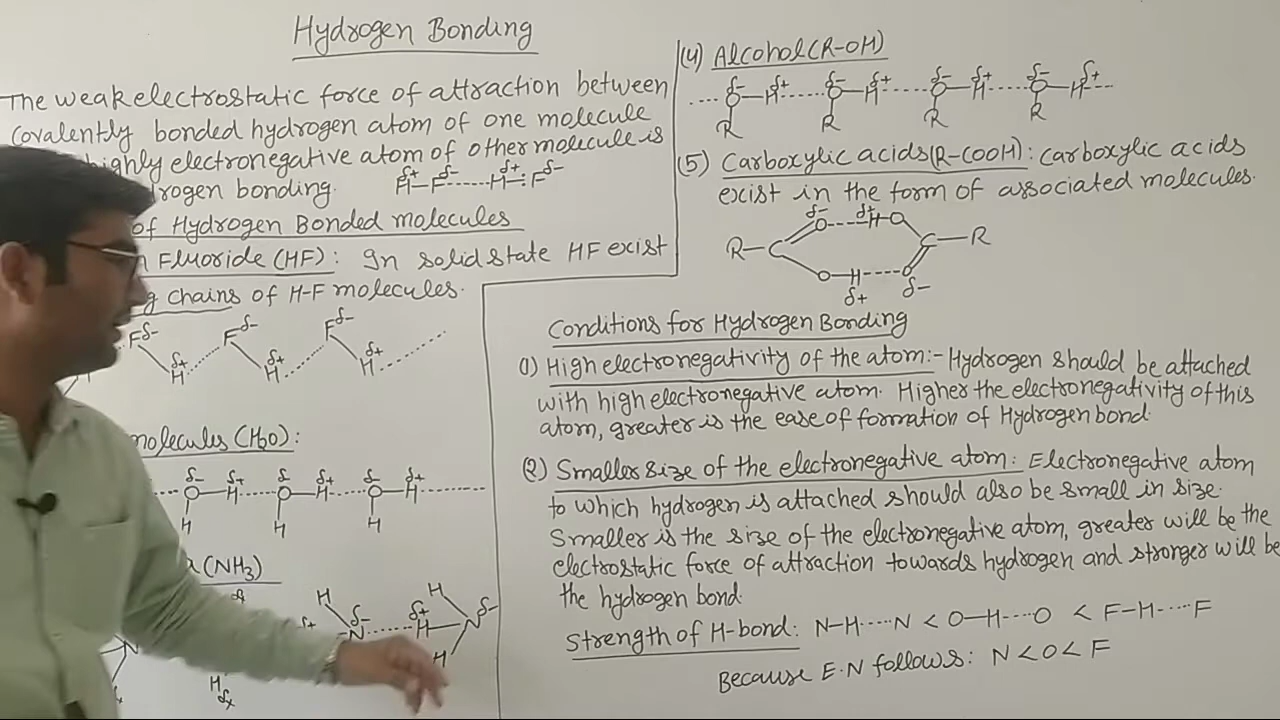 Hydrogen Bonding
The weak electrostatic force of attraction between
covalently bonded hydrogen atom of one molecule
highly electronegative atom of other molecule is
rogen bonding. δ+ H–F δ- ------ δ+ H–:F δ-
of Hydrogen Bonded molecules
Fluoride (HF): In solid state HF exist
chains of H-F molecules.
F δ- F δ- F δ-
δ+ H δ+ H δ+ H
molecules (H2O):
δ- δ+ δ δ+ δ- δ+
O–H O–H O–H
H H H
(NH3)
H δ- δ+ H δ-
N H N
H
H
N
H
δx
(4) Alcohol (R-OH)
δ- δ+ δ- δ+ δ- δ+ δ- δ+
O–H O–H O–H O–H
R R R R
(5) Carboxylic acids (R-COOH): Carboxylic acids
exist in the form of associated molecules.
δ- δ+
O----HO
R–C C–R
O–H----O
δ+ δ-
Conditions for Hydrogen Bonding
(1) High electronegativity of the atom:- Hydrogen should be attached
with high electronegative atom. Higher the electronegativity of this
atom, greater is the ease of formation of Hydrogen bond.
(2) Smaller size of the electronegative atom: Electronegative atom
to which hydrogen is attached should also be small in size.
Smaller is the size of the electronegative atom, greater will be the
electrostatic force of attraction towards hydrogen and stronger will be
the hydrogen bond.
Strength of H-bond: N–H-----N < O–H----O < F–H-----F
Because E.N follows: N < O < F